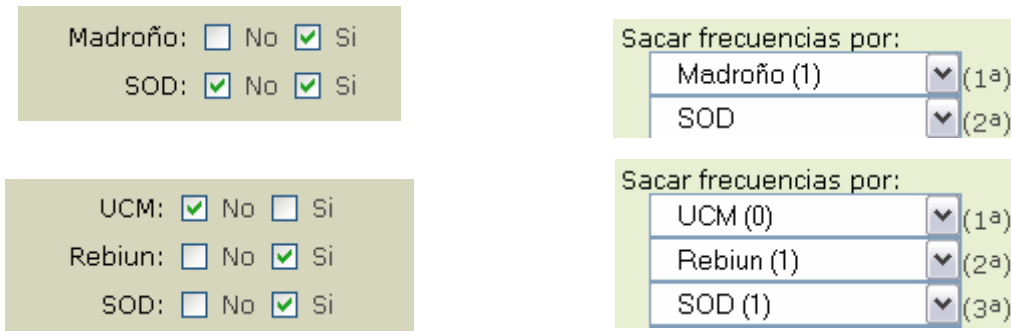 Madroño: No Si
SOD: No Si
Sacar frecuencias por:
Madroño (1) (1ª)
SOD (2ª)
UCM: No Si
Rebiun: No Si
SOD: No Si
Sacar frecuencias por:
UCM (0) (1ª)
Rebiun (1) (2ª)
SOD (1) (3ª)